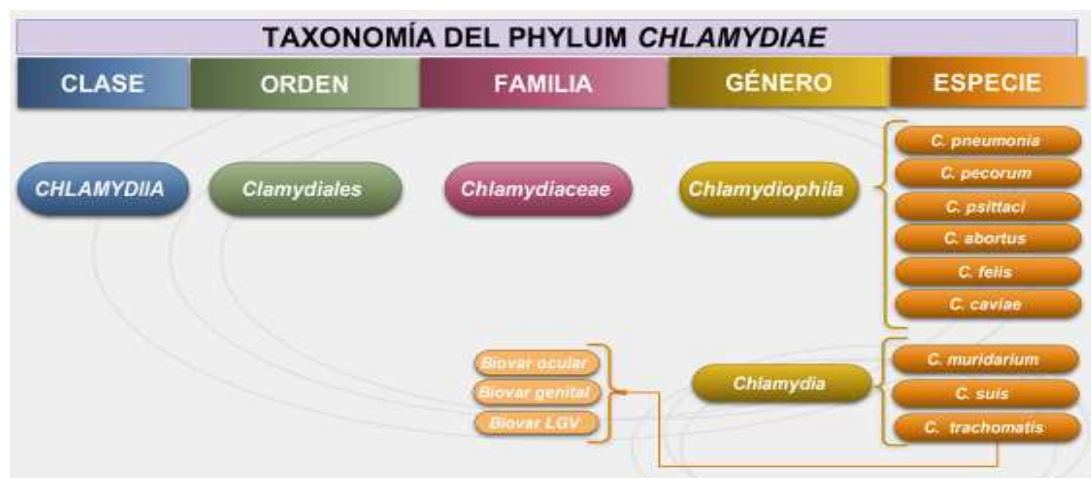 TAXONOMÍA DEL PHYLUM CHLAMYDIAE
CLASE ORDEN FAMILIA GÉNERO ESPECIE
CHLAMYDIIA Clamydiales Chlamydiaceae Chlamydiophila
C. pneumonia
C. pecorum
C. psittaci
C. abortus
C. felis
C. caviae
Biovar ocular
Biovar genital
Biovar LGV
Chlamydia
C. muridarium
C. suis
C. trachomatis